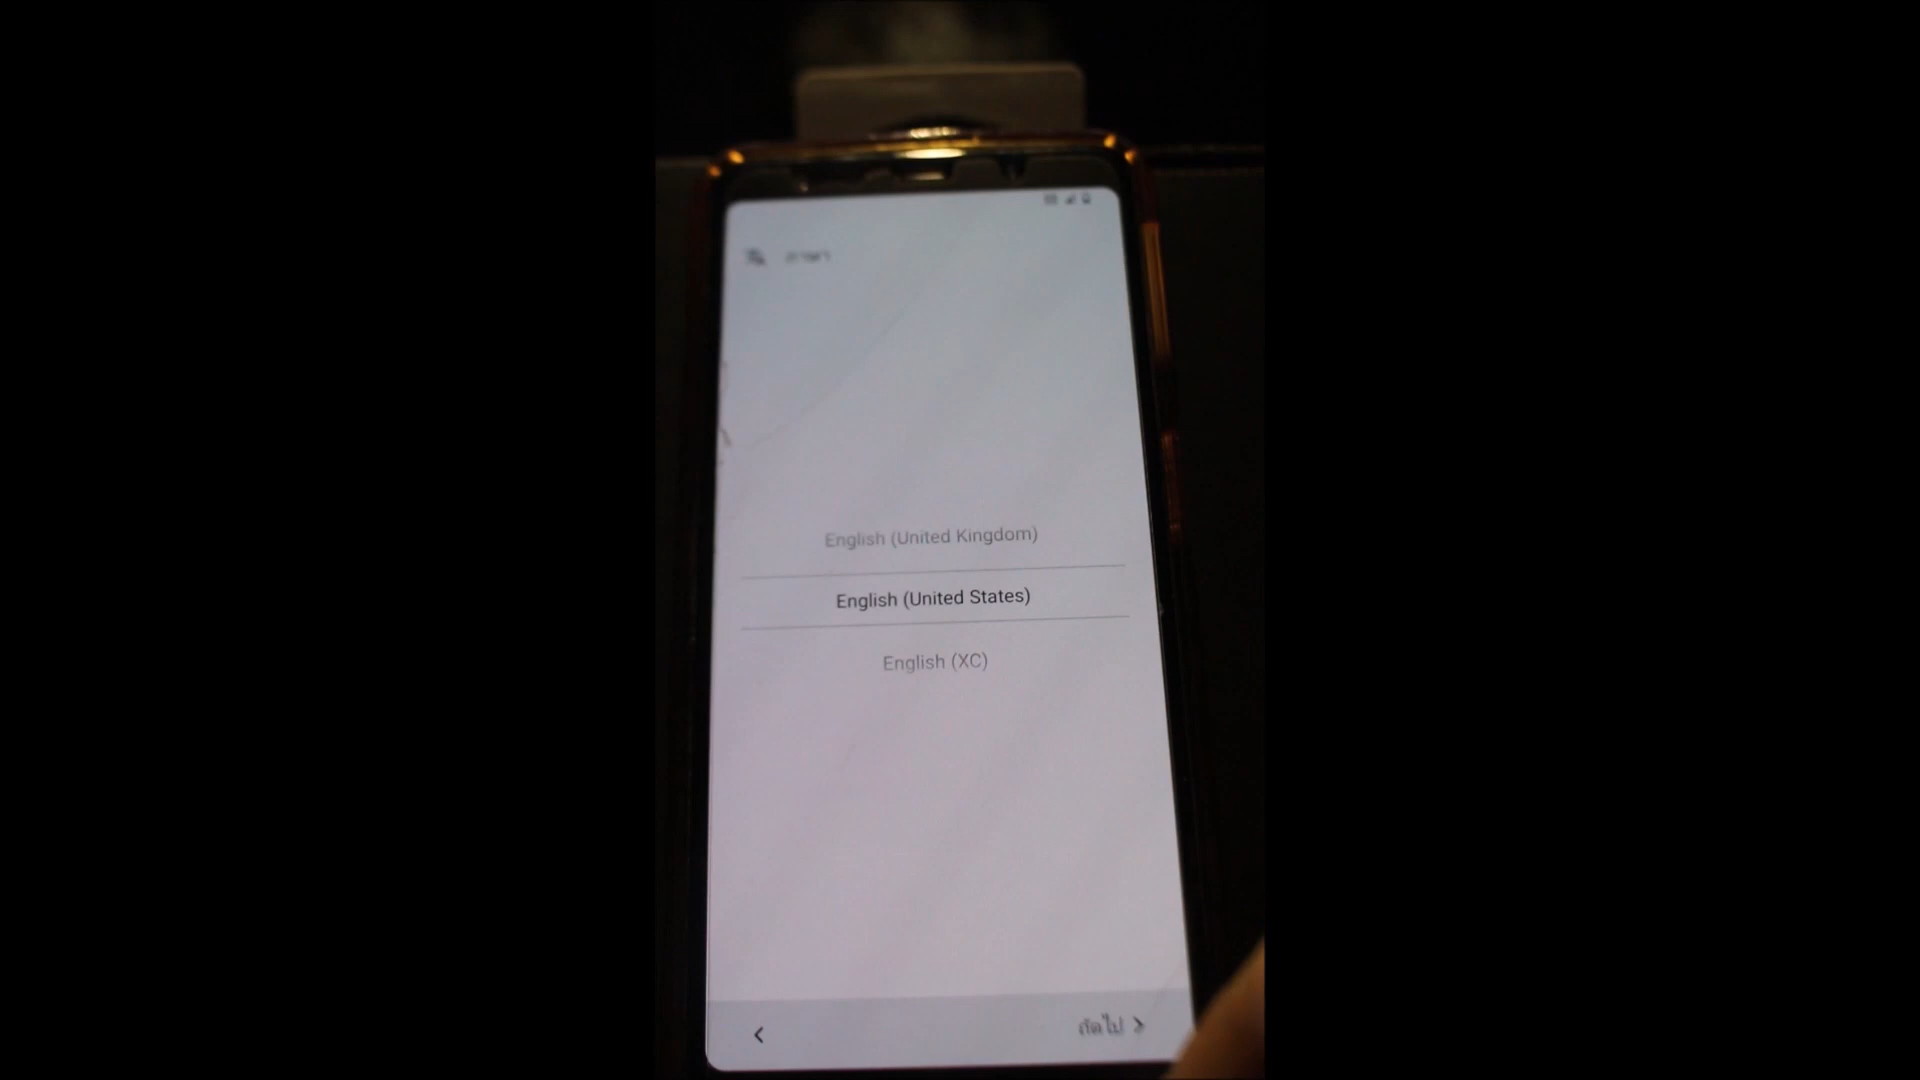 ภาษา
English (United Kingdom)
English (United States)
English (XC)
ถัดไป